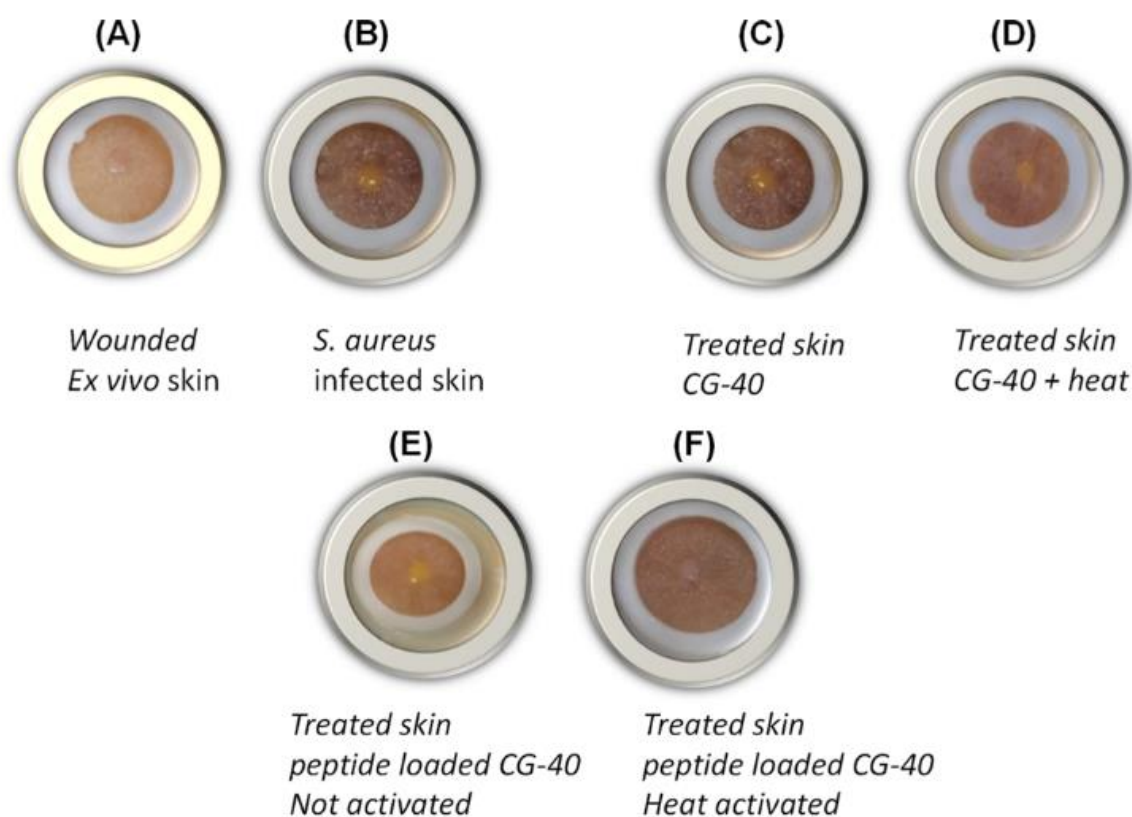 (A)
(B)
(C)
(D)
Wounded
Ex vivo skin
S. aureus
infected skin
Treated skin
CG-40
Treated skin
CG-40 + heat
(E)
(F)
Treated skin
peptide loaded CG-40
Not activated
Treated skin
peptide loaded CG-40
Heat activated